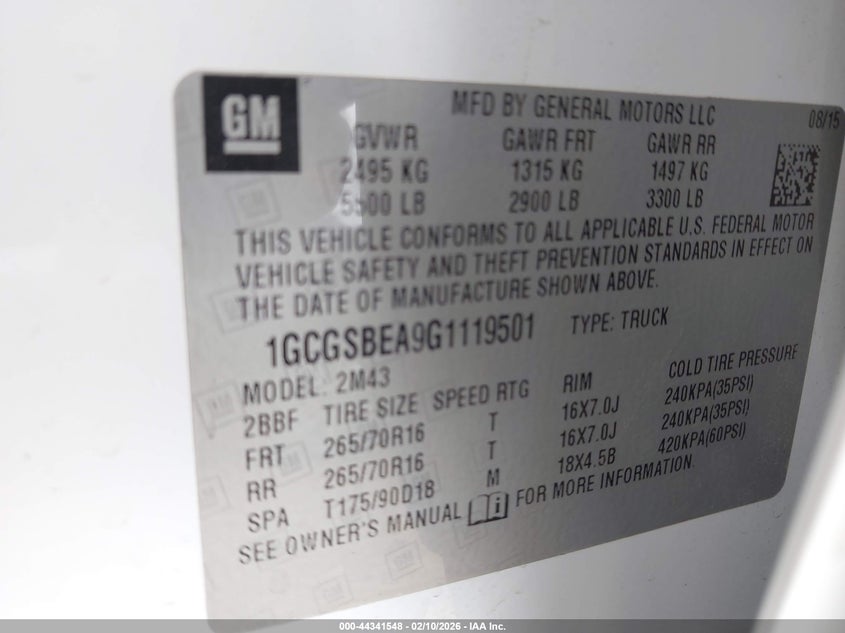 GM
MFD BY GENERAL MOTORS LLC 08/15
GVWR GAWR FRT GAWR RR
2495 KG 1315 KG 1497 KG
5500 LB 2900 LB 3300 LB
THIS VEHICLE CONFORMS TO ALL APPLICABLE U.S. FEDERAL MOTOR
VEHICLE SAFETY AND THEFT PREVENTION STANDARDS IN EFFECT ON
THE DATE OF MANUFACTURE SHOWN ABOVE.
1GCGSBEA9G1119501 TYPE: TRUCK
MODEL: 2M43
2BBF TIRE SIZE SPEED RTG RIM COLD TIRE PRESSURE
FRT 265/70R16 T 16X7.0J 240KPA(35PSI)
RR 265/70R16 T 16X7.0J 240KPA(35PSI)
SPA T175/90D18 M 18X4.5B 420KPA(60PSI)
SEE OWNER'S MANUAL FOR MORE INFORMATION.
000-44341548 - 02/10/2026 - IAA Inc.